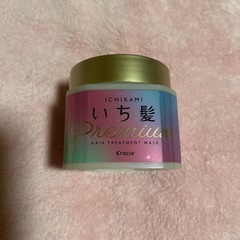 ICHIKAMI
いち髪
Premium
HAIR TREATMENT MASK
Kracie